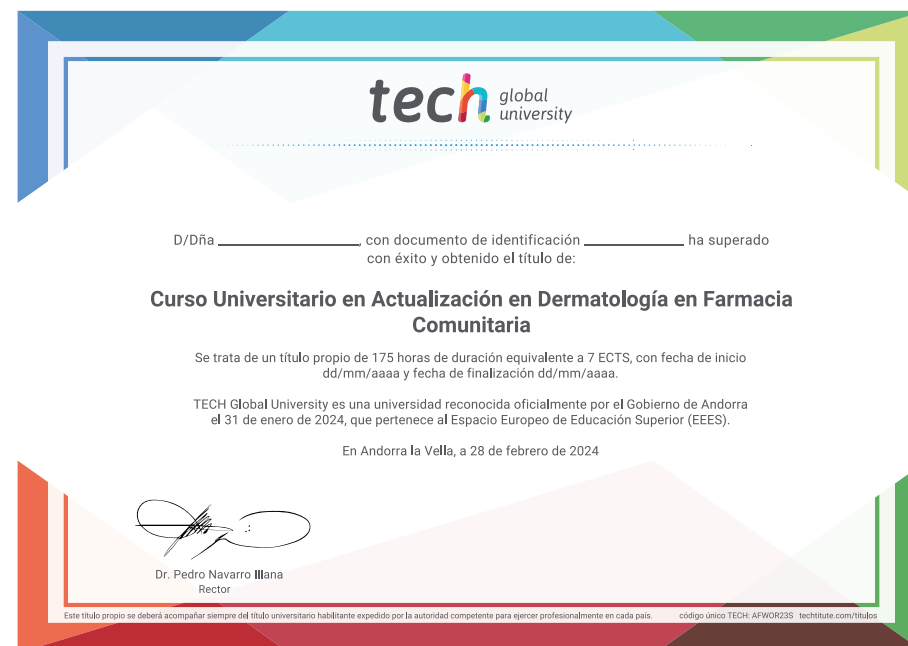 tech global university
D/Dña ____________________, con documento de identificación ______________ ha superado
con éxito y obtenido el título de:
Curso Universitario en Actualización en Dermatología en Farmacia
Comunitaria
Se trata de un título propio de 175 horas de duración equivalente a 7 ECTS, con fecha de inicio
dd/mm/aaaa y fecha de finalización dd/mm/aaaa.
TECH Global University es una universidad reconocida oficialmente por el Gobierno de Andorra
el 31 de enero de 2024, que pertenece al Espacio Europeo de Educación Superior (EEES).
En Andorra la Vella, a 28 de febrero de 2024
Dr. Pedro Navarro Illana
Rector
Este título propio se deberá acompañar siempre del título universitario habilitante expedido por la autoridad competente para ejercer profesionalmente en cada país. código único TECH: AFWOR23S techtitute.com/titulos